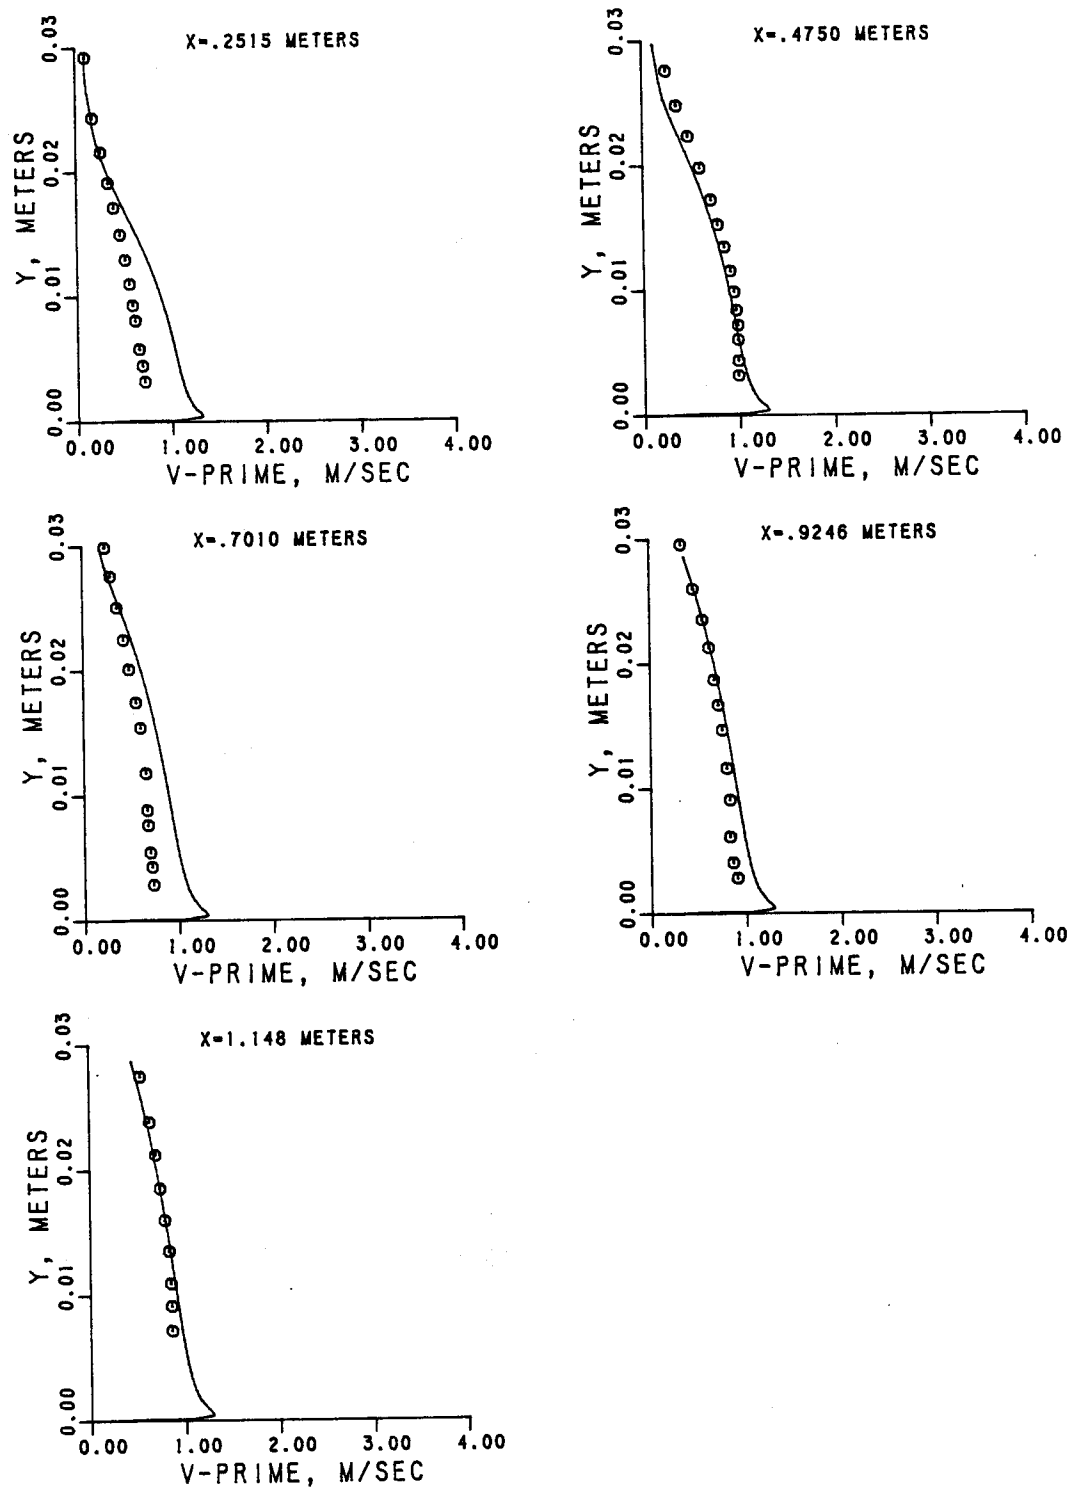 X=.2515 METERS
0.03
0.02
0.01
0.00
Y, METERS
0.00 1.00 2.00 3.00 4.00
V-PRIME, M/SEC
X=.4750 METERS
0.03
0.02
0.01
0.00
Y, METERS
0.00 1.00 2.00 3.00 4.00
V-PRIME, M/SEC
X=.7010 METERS
0.03
0.02
0.01
0.00
Y, METERS
0.00 1.00 2.00 3.00 4.00
V-PRIME, M/SEC
X=.9246 METERS
0.03
0.02
0.01
0.00
Y, METERS
0.00 1.00 2.00 3.00 4.00
V-PRIME, M/SEC
X=1.148 METERS
0.03
0.02
0.01
0.00
Y, METERS
0.00 1.00 2.00 3.00 4.00
V-PRIME, M/SEC